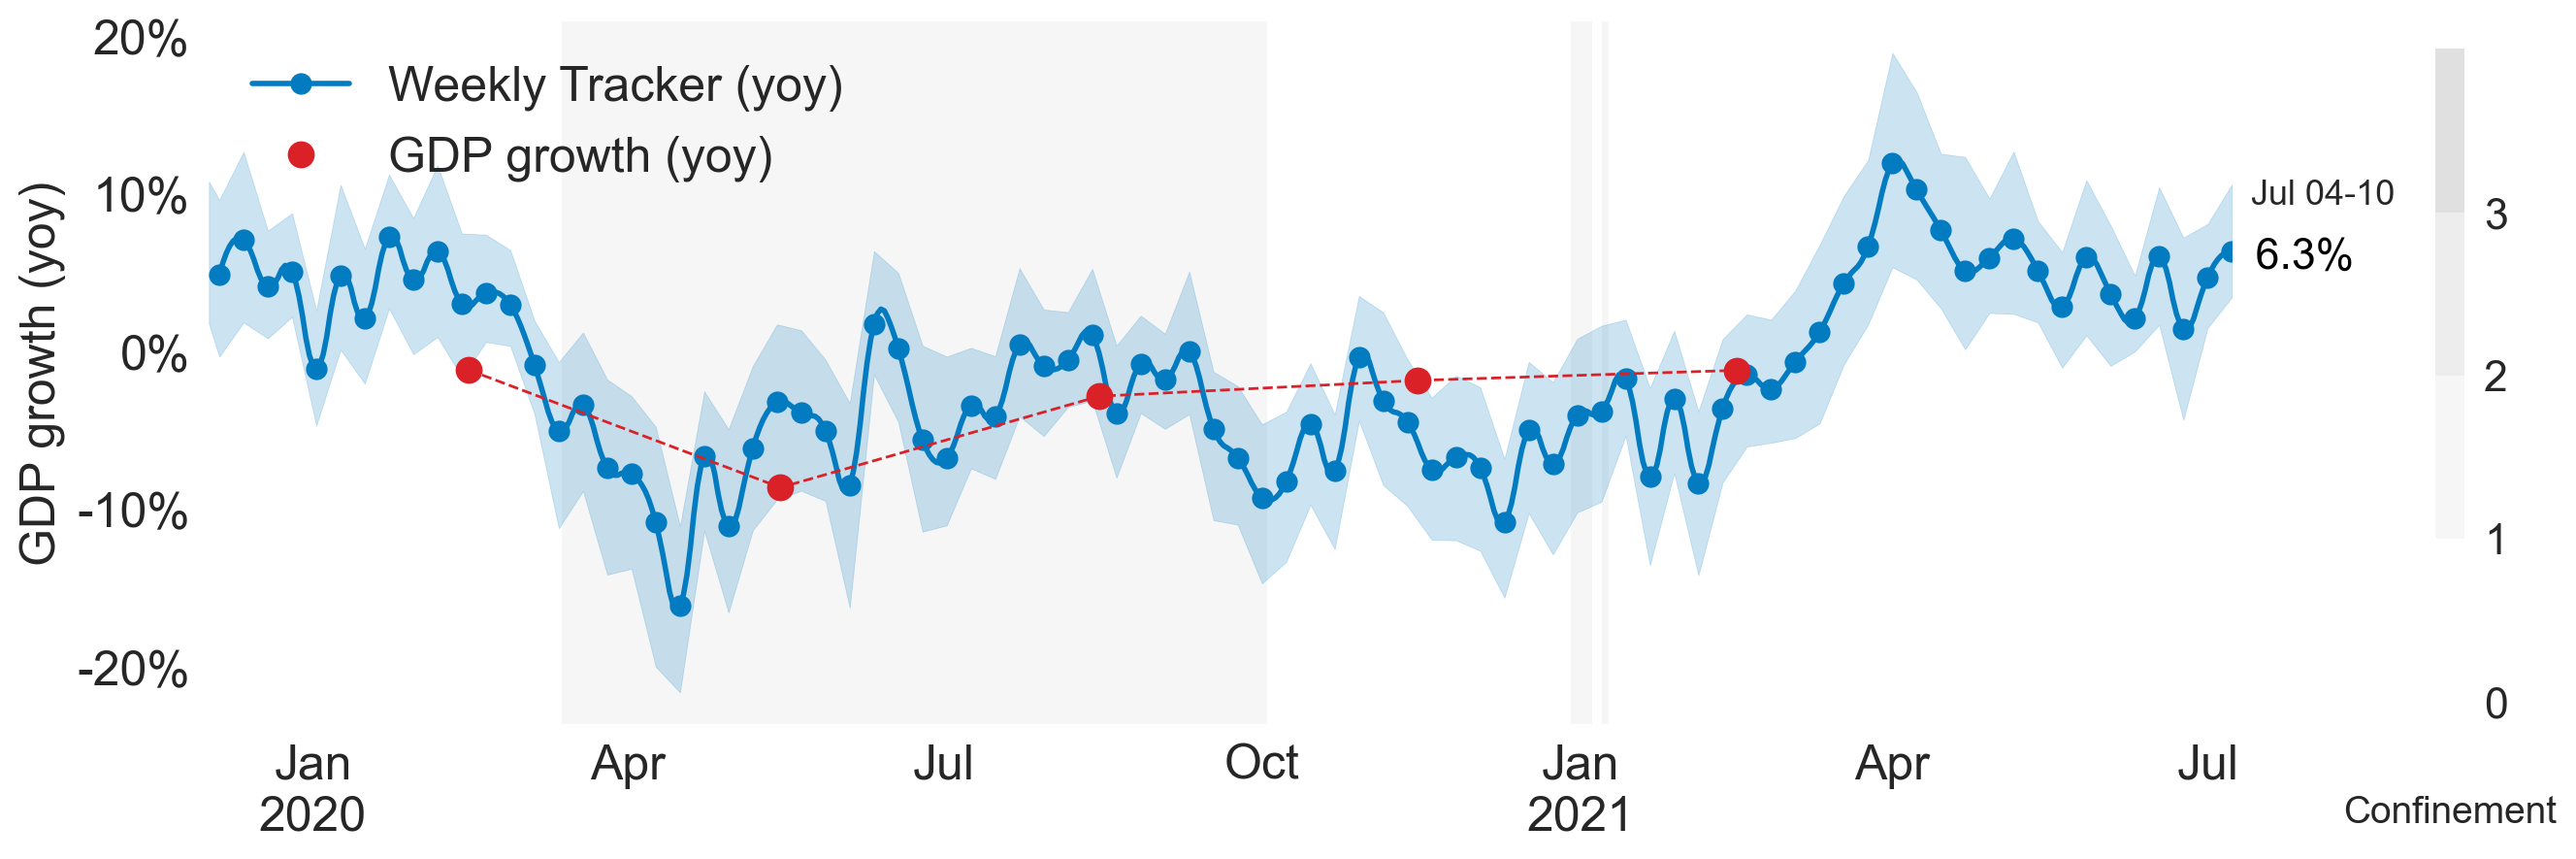 GDP growth (yoy)
20%
10%
0%
-10%
-20%
Weekly Tracker (yoy)
GDP growth (yoy)
Jul 04-10
6.3%
3
2
1
0
Jan Apr Jul Oct Jan Apr Jul
2020 2021
Confinement